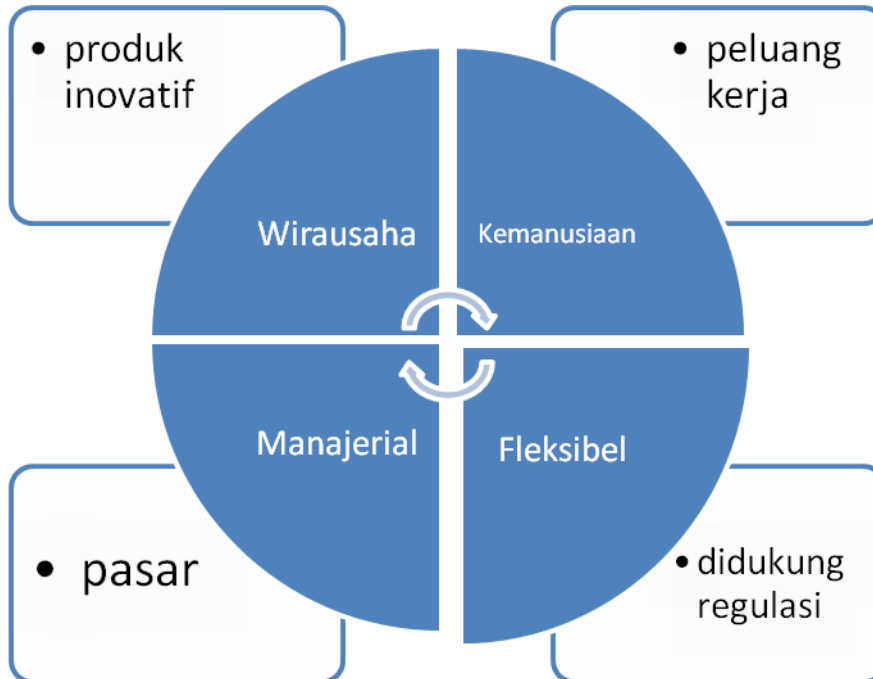 • produk
inovatif
• peluang
kerja
Wirausaha
Kemanusiaan
Manajerial
Fleksibel
• pasar
• didukung
regulasi